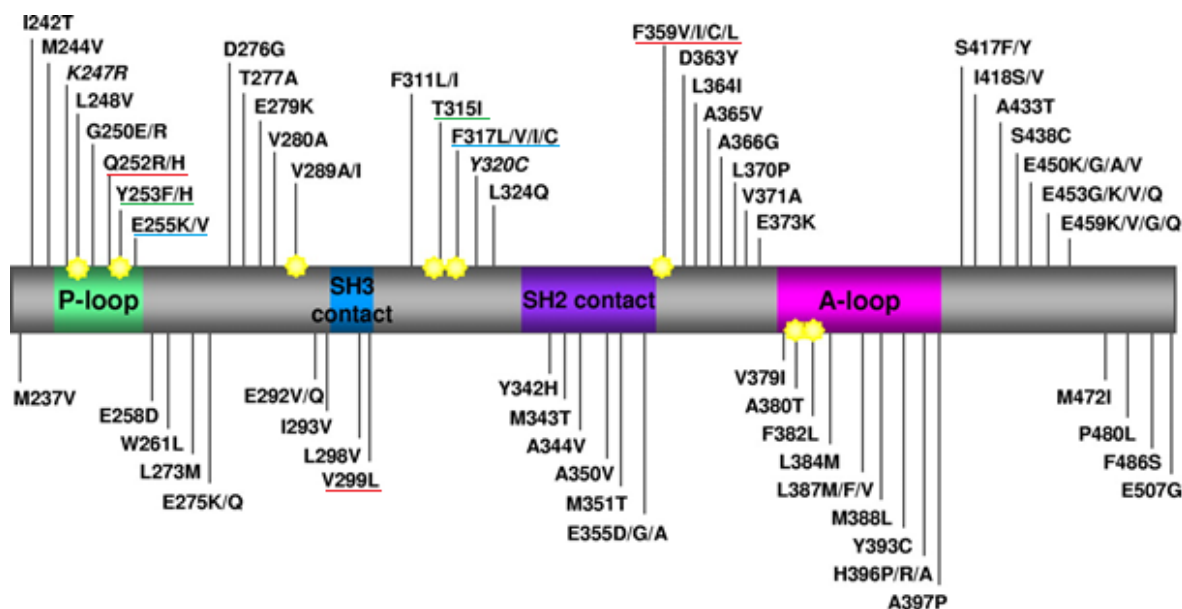 I242T
M244V
K247R
L248V
G250E/R
Q252R/H
Y253F/H
E255K/V
D276G
T277A
E279K
V280A
V289A/I
F311L/I
T315I
F317L/V/I/C
Y320C
L324Q
F359V/I/C/L
D363Y
L364I
A365V
A366G
L370P
V371A
E373K
S417F/Y
I418S/V
A433T
S438C
E450K/G/A/V
E453G/K/V/Q
E459K/V/G/Q
P-loop
SH3
contact
SH2 contact
A-loop
M237V
E258D
W261L
L273M
E275K/Q
E292V/Q
I293V
L298V
V299L
Y342H
M343T
A344V
A350V
M351T
E355D/G/A
V379I
A380T
F382L
L384M
L387M/F/V
M388L
Y393C
H396P/R/A
A397P
M472I
P480L
F486S
E507G